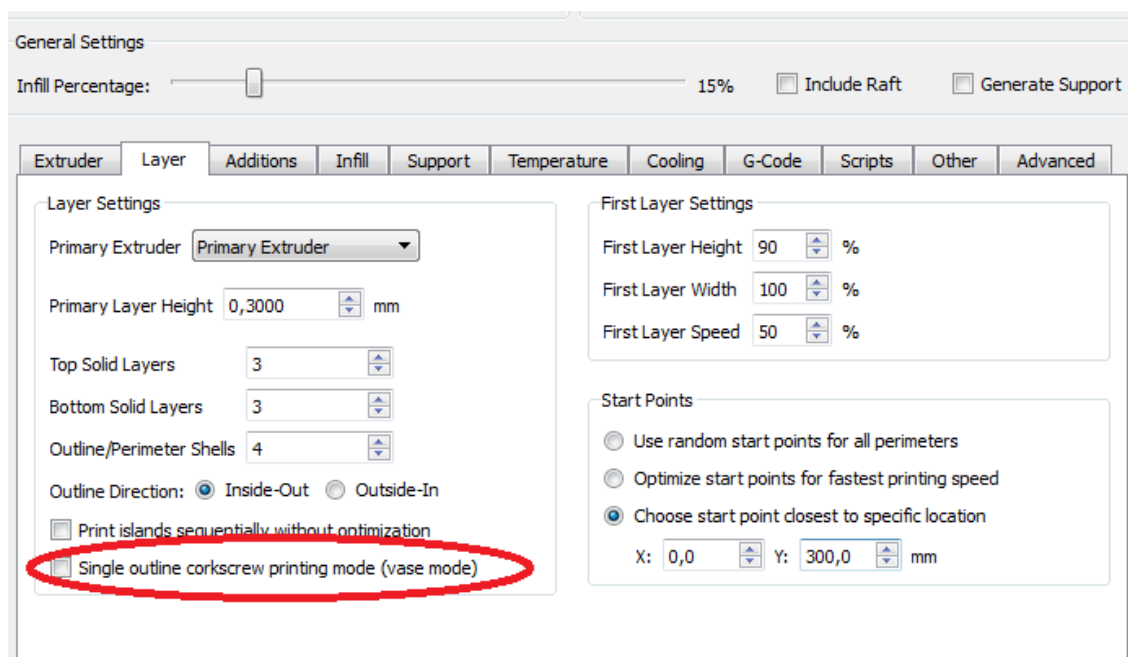 General Settings
Infill Percentage: 15% Include Raft Generate Support
Extruder Layer Additions Infill Support Temperature Cooling G-Code Scripts Other Advanced
Layer Settings
Primary Extruder Primary Extruder
Primary Layer Height 0,3000 mm
Top Solid Layers 3
Bottom Solid Layers 3
Outline/Perimeter Shells 4
Outline Direction: Inside-Out Outside-In
Print islands sequentially without optimization
Single outline corkscrew printing mode (vase mode)
First Layer Settings
First Layer Height 90 %
First Layer Width 100 %
First Layer Speed 50 %
Start Points
Use random start points for all perimeters
Optimize start points for fastest printing speed
Choose start point closest to specific location
X: 0,0 Y: 300,0 mm